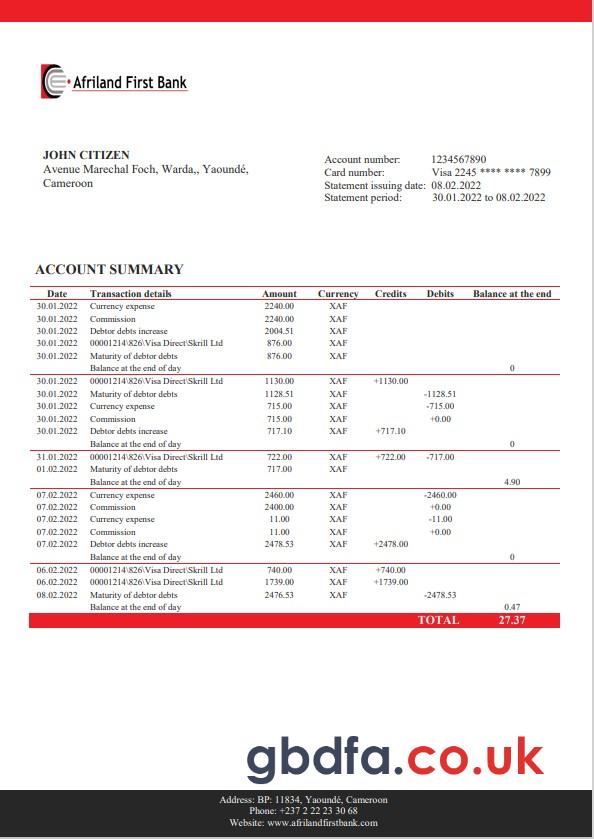 Afriland First Bank
JOHN CITIZEN
Avenue Marechal Foch, Warda,, Yaoundé,
Cameroon
Account number: 1234567890
Card number: Visa 2245 **** **** 7899
Statement issuing date: 08.02.2022
Statement period: 30.01.2022 to 08.02.2022
ACCOUNT SUMMARY
Date Transaction details Amount Currency Credits Debits Balance at the end
30.01.2022 Currency expense 2240.00 XAF
30.01.2022 Commission 2240.00 XAF
30.01.2022 Debtor debts increase 2004.51 XAF
30.01.2022 00001214\826\Visa Direct\Skrill Ltd 876.00 XAF
30.01.2022 Maturity of debtor debts 876.00 XAF
Balance at the end of day 0
30.01.2022 00001214\826\Visa Direct\Skrill Ltd 1130.00 XAF +1130.00
30.01.2022 Maturity of debtor debts 1128.51 XAF -1128.51
30.01.2022 Currency expense 715.00 XAF -715.00
30.01.2022 Commission 715.00 XAF +0.00
30.01.2022 Debtor debts increase 717.10 XAF +717.10
Balance at the end of day 0
31.01.2022 00001214\826\Visa Direct\Skrill Ltd 722.00 XAF +722.00 -717.00
01.02.2022 Maturity of debtor debts 717.00 XAF
Balance at the end of day 4.90
07.02.2022 Currency expense 2460.00 XAF -2460.00
07.02.2022 Commission 2400.00 XAF +0.00
07.02.2022 Currency expense 11.00 XAF -11.00
07.02.2022 Commission 11.00 XAF +0.00
07.02.2022 Debtor debts increase 2478.53 XAF +2478.00
Balance at the end of day 0
06.02.2022 00001214\826\Visa Direct\Skrill Ltd 740.00 XAF +740.00
06.02.2022 00001214\826\Visa Direct\Skrill Ltd 1739.00 XAF +1739.00
08.02.2022 Maturity of debtor debts 2476.53 XAF -2478.53
Balance at the end of day 0.47
TOTAL 27.37
gbdfa.co.uk
Address: BP: 11834, Yaoundé, Cameroon
Phone: +237 2 22 23 30 68
Website: www.afrilandfirstbank.com